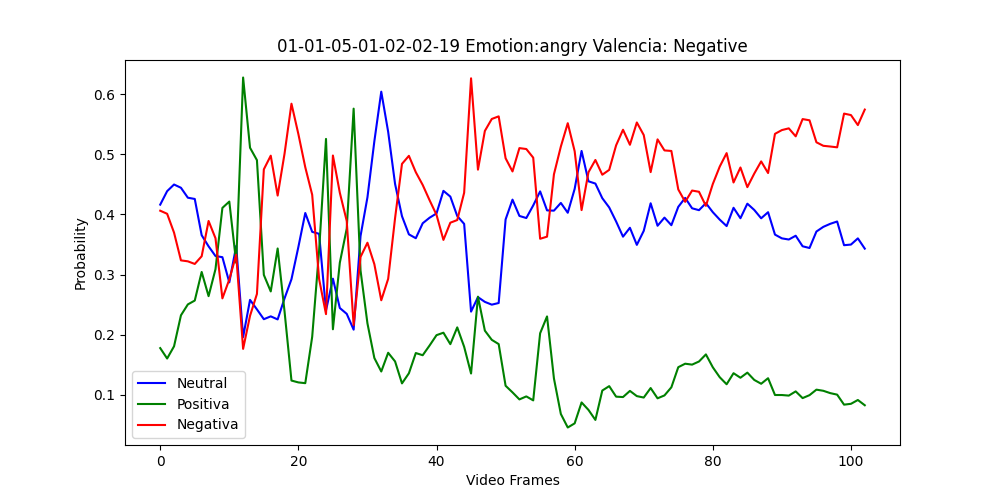 01-01-05-01-02-02-19 Emotion:angry Valencia: Negative
Probability
0.6
0.5
0.4
0.3
0.2
0.1
Neutral
Positiva
Negativa
0 20 40 60 80 100
Video Frames